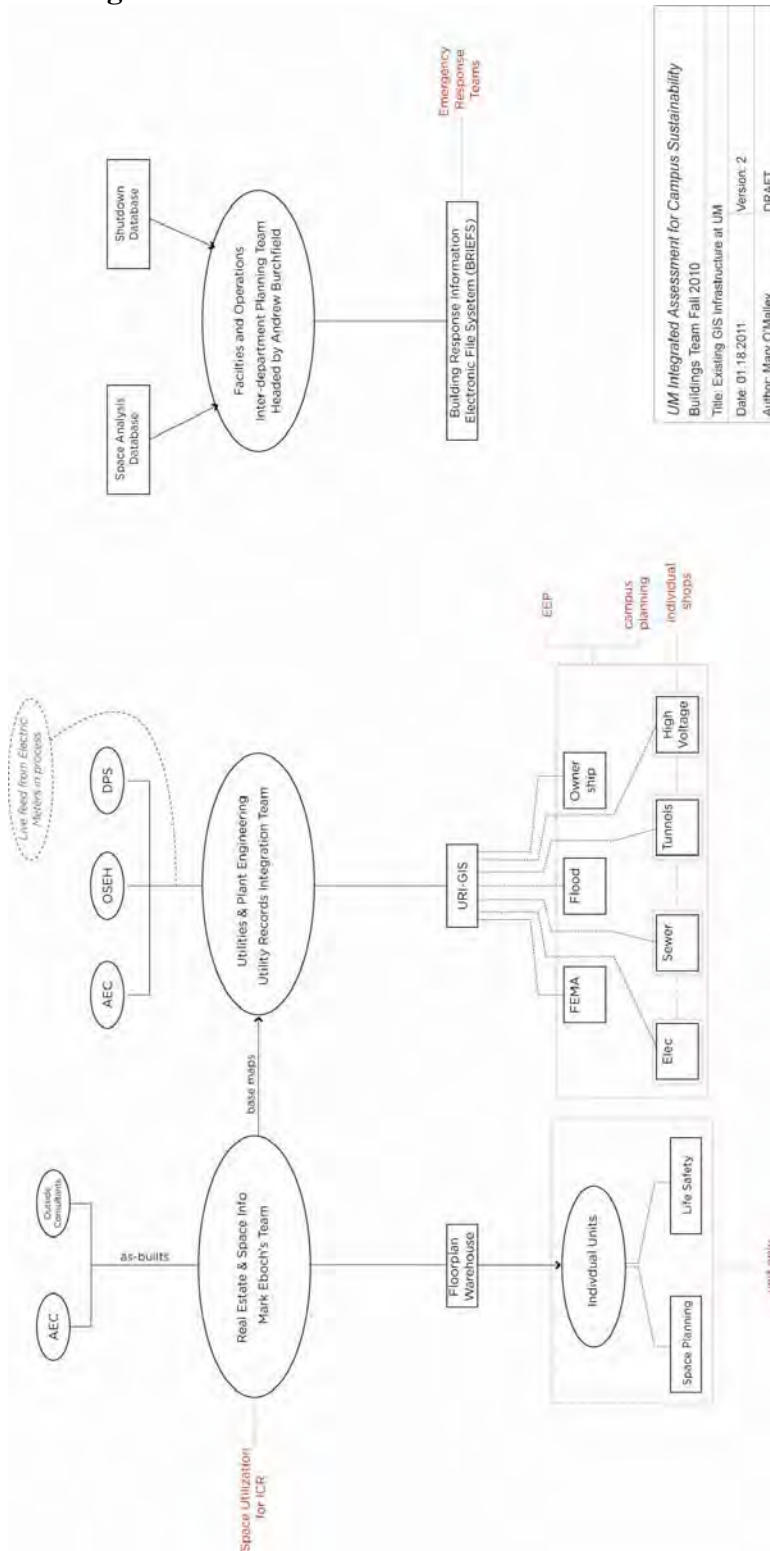 Space Utilization
for ICR
AEC
Outside
Consultants
as-builts
Real Estate & Space Info
Mark Eboch's Team
base maps
Floorplan
Warehouse
Indivdual Units
Space Planning
Life Safety
Live feed from Electric
Meters in process
AEC
OSEH
DPS
Utilities & Plant Engineering
Utility Records Integration Team
URI-GIS
FEMA
Flood
Owner
ship
Elec
Sewer
Tunnels
High
Voltage
EEP
campus
planning
individual
shops
Space Analysis
Database
Shutdown
Database
Facilties and Operations
Inter-department Planning Team
Headed by Andrew Burchfield
Building Response Information
Electronic File Sysetem (BRIEFS)
Emergency
Response
Teams
UM Integrated Assessment for Campus Sustainability
Buildings Team Fall 2010
Title: Existing GIS Infrastructure at UM
Date: 01.18.2011
Version: 2
Author: Mary O'Malley
DRAFT